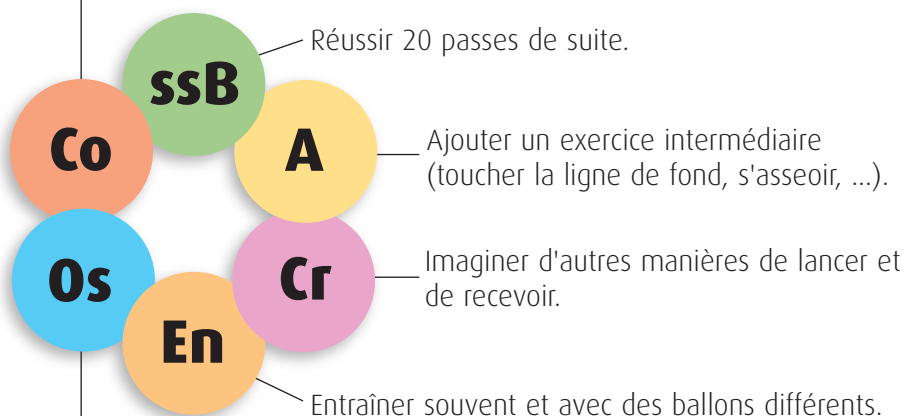 ssB
Réussir 20 passes de suite.
Co
A
Ajouter un exercice intermédiaire
(toucher la ligne de fond, s'asseoir, ...).
Os
Cr
Imaginer d'autres manières de lancer et
de recevoir.
En
Entraîner souvent et avec des ballons différents.